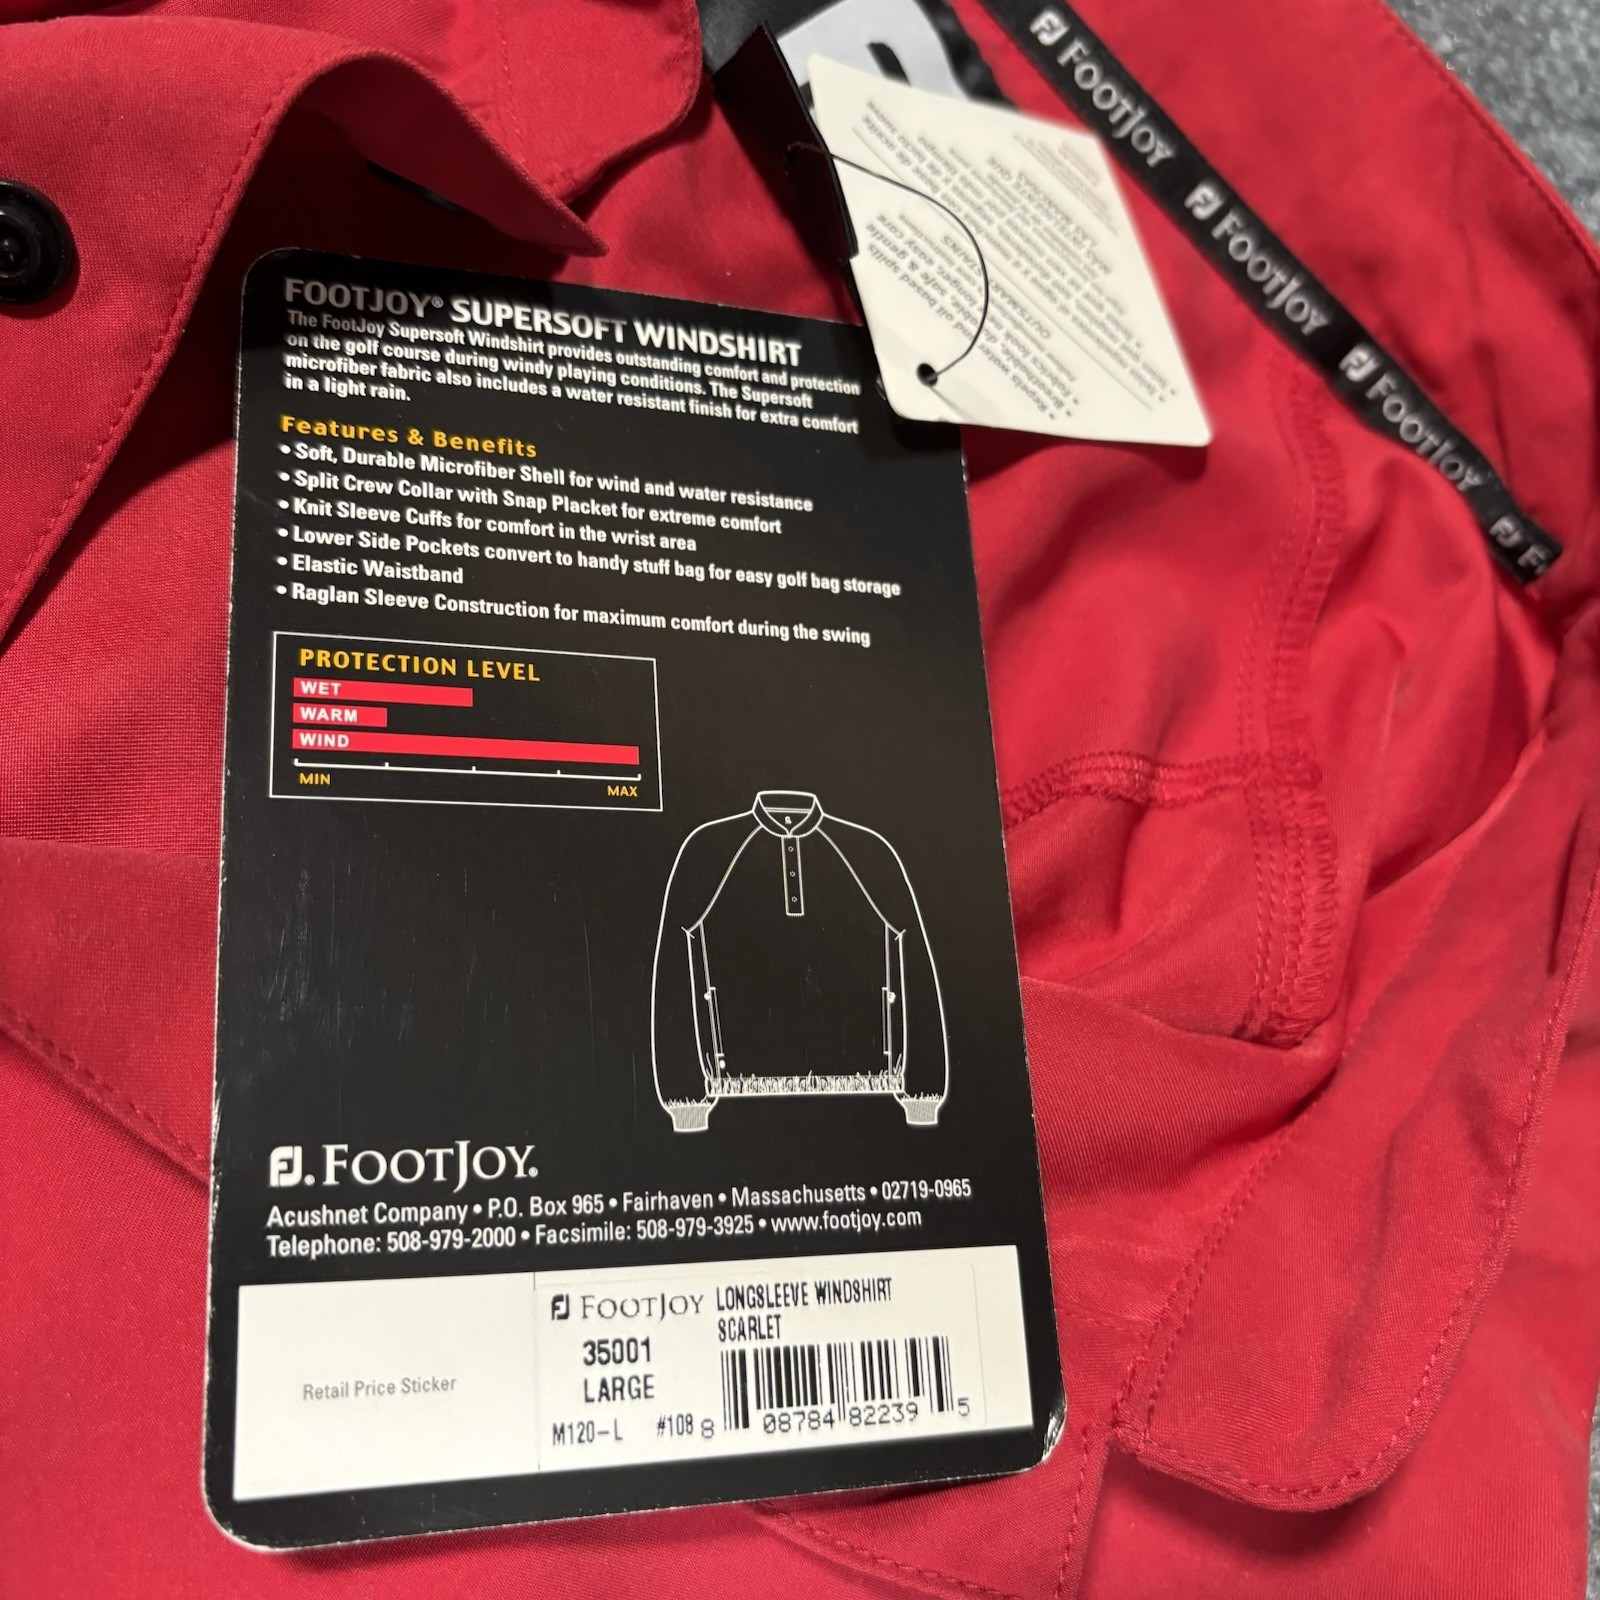 FOOTJOY® SUPERSOFT WINDSHIRT
The FootJoy Supersoft Windshirt provides outstanding comfort and protection
on the golf course during windy playing conditions. The Supersoft
microfiber fabric also includes a water resistant finish for extra comfort
in a light rain.
Features & Benefits
• Soft, Durable Microfiber Shell for wind and water resistance
• Split Crew Collar with Snap Placket for extreme comfort
• Knit Sleeve Cuffs for comfort in the wrist area
• Lower Side Pockets convert to handy stuff bag for easy golf bag storage
• Elastic Waistband
• Raglan Sleeve Construction for maximum comfort during the swing
PROTECTION LEVEL
WET
WARM
WIND
MIN MAX
FJ. FOOTJOY®
Acushnet Company • P.O. Box 965 • Fairhaven • Massachusetts • 02719-0965
Telephone: 508-979-2000 • Facsimile: 508-979-3925 • www.footjoy.com
Retail Price Sticker
FJ FOOTJOY LONGSLEEVE WINDSHIRT
SCARLET
35001
LARGE
M120-L #108
8 08784 82239 5
FJ FOOTJOY FJ FOOTJOY FJ FOOTJOY FJ F